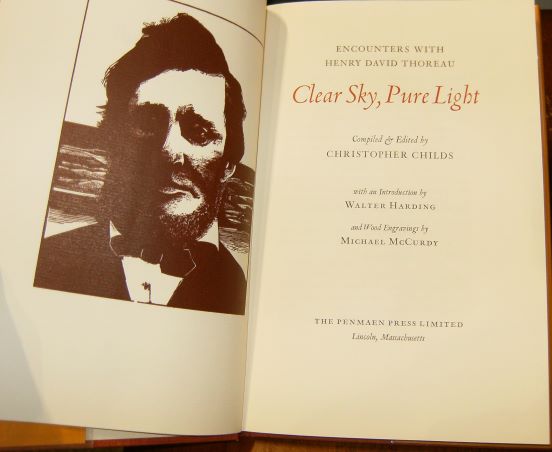 ENCOUNTERS WITH
HENRY DAVID THOREAU
Clear Sky, Pure Light
Compiled & Edited by
CHRISTOPHER CHILDS
with an Introduction by
WALTER HARDING
and Wood Engravings by
MICHAEL MCCURDY
THE PENMAEN PRESS LIMITED
Lincoln, Massachusetts